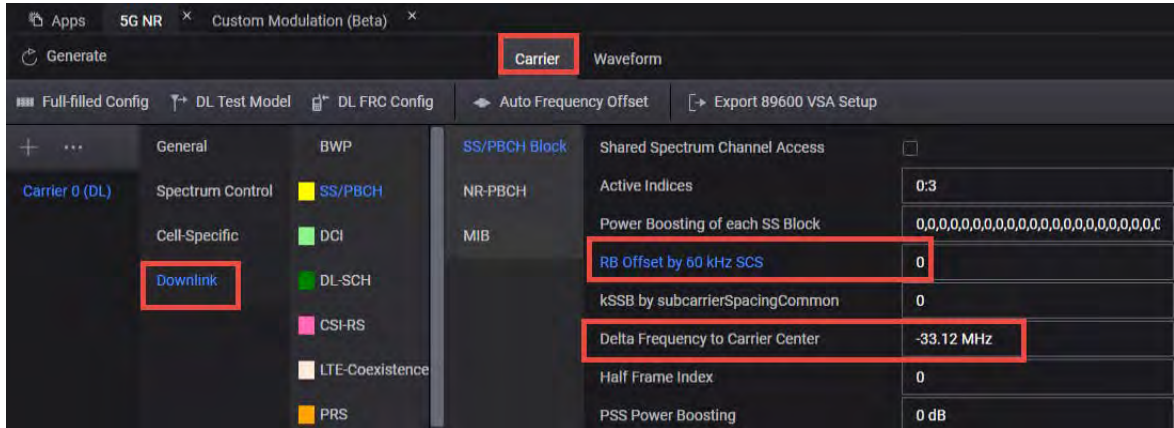 Apps 5G NR × Custom Modulation (Beta) ×
Generate Carrier Waveform
Full-filled Config DL Test Model DL FRC Config Auto Frequency Offset Export 89600 VSA Setup
+ ... General BWP SS/PBCH Block Shared Spectrum Channel Access
Carrier 0 (DL) Spectrum Control SS/PBCH NR-PBCH Active Indices 0:3
Cell-Specific DCI MIB Power Boosting of each SS Block 0,0,0,0,0,0,0,0,0,0,0,0,0,0,0,0,0,0,0,0,0,
Downlink DL-SCH RB Offset by 60 kHz SCS 0
kSSB by subcarrierSpacingCommon 0
CSI-RS Delta Frequency to Carrier Center -33.12 MHz
LTE-Coexistence Half Frame Index 0
PRS PSS Power Boosting 0 dB